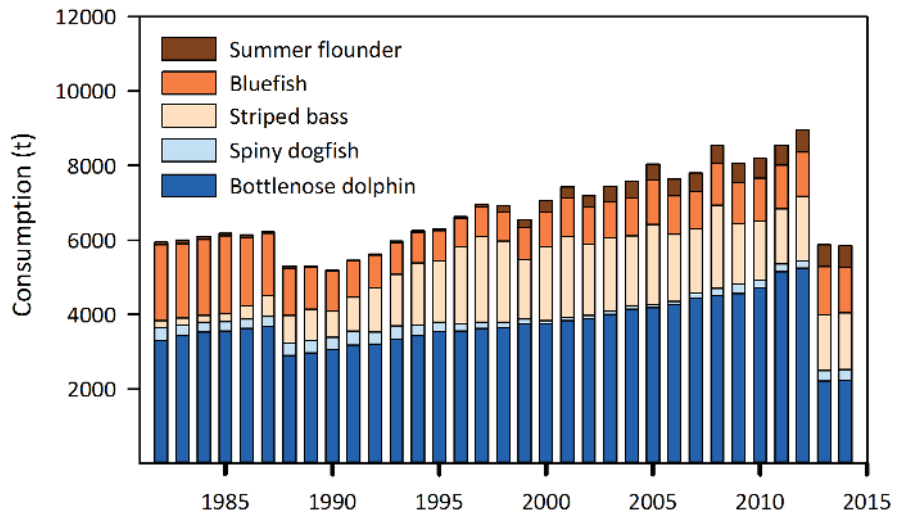 12000
10000
8000
6000
4000
2000
Consumption (t)
Summer flounder
Bluefish
Striped bass
Spiny dogfish
Bottlenose dolphin
1985 1990 1995 2000 2005 2010 2015